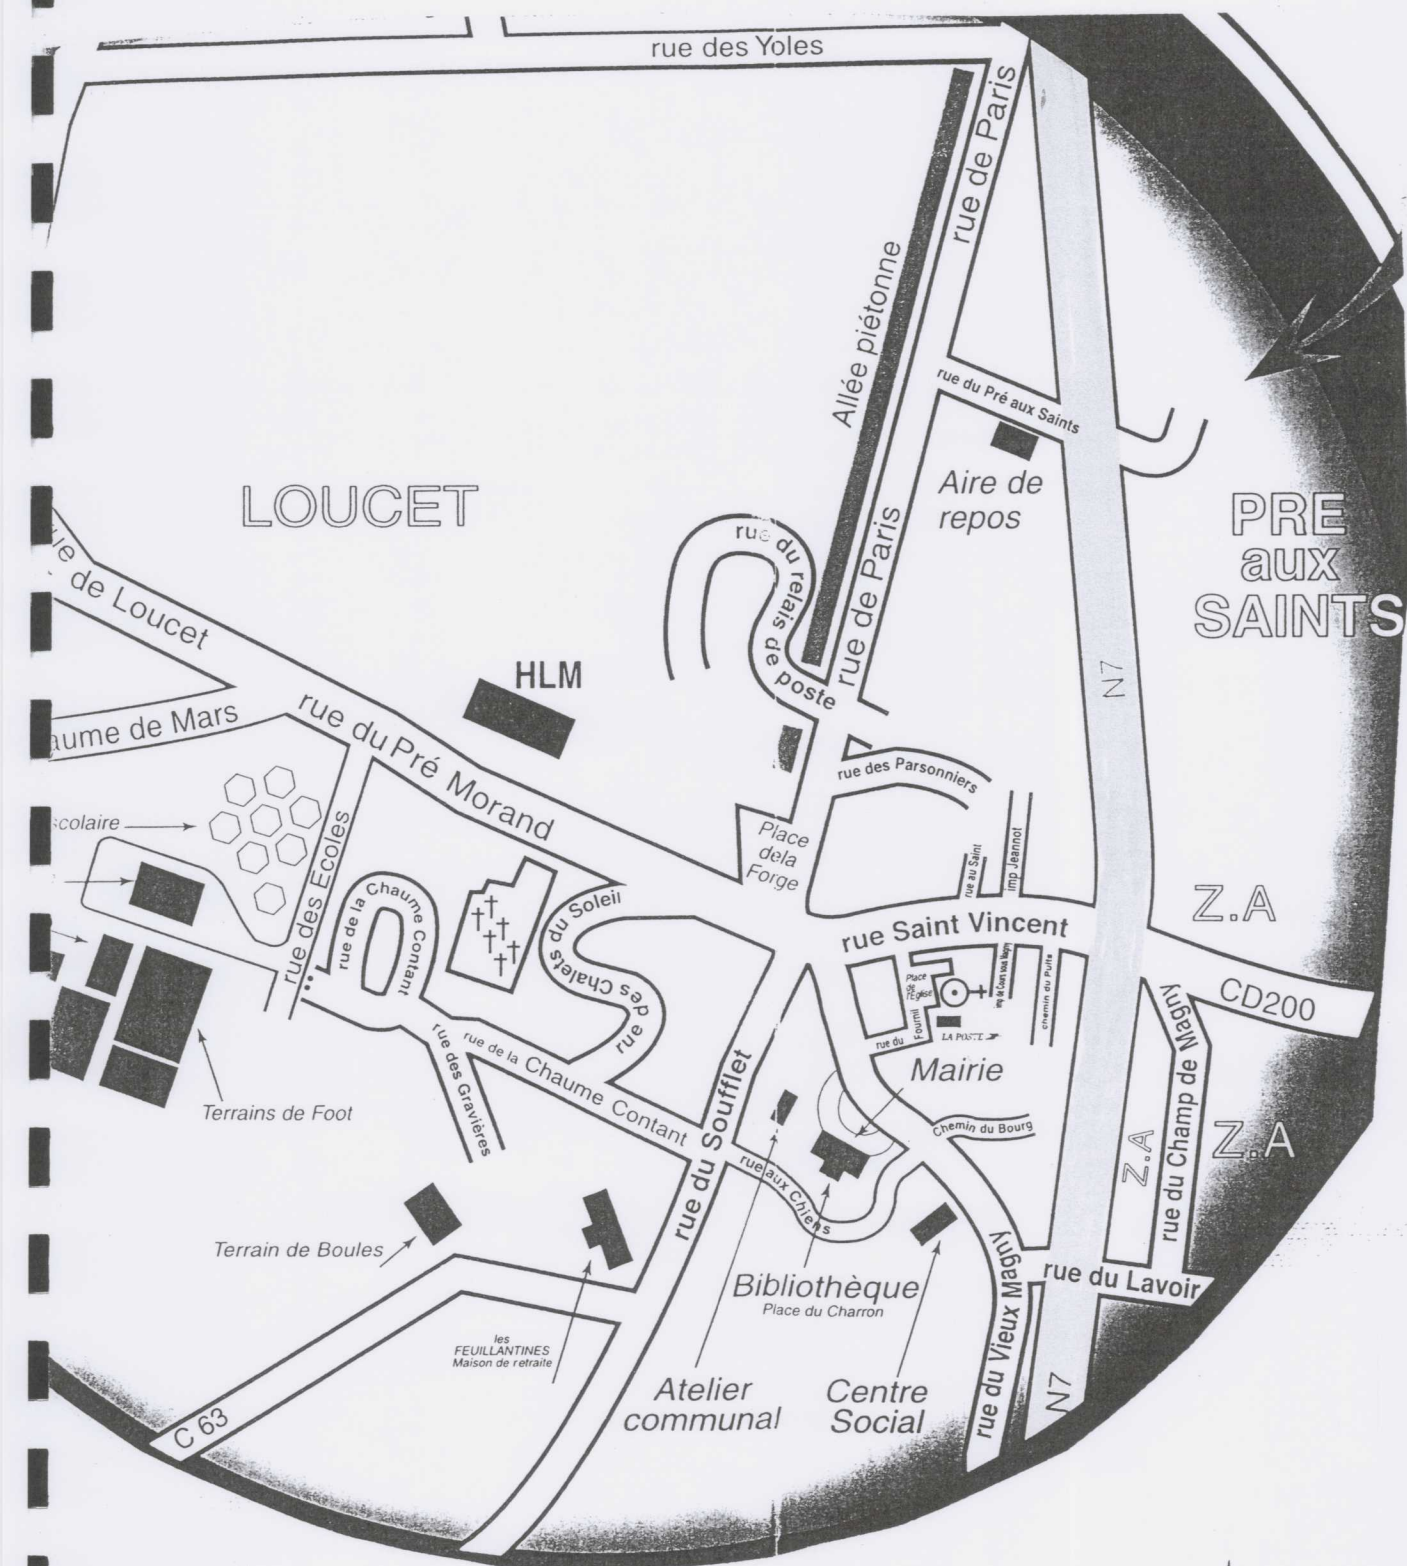 rue des Yoles
rue de Paris
Allée piétonne
rue du Pré aux Saints
Aire de
repos
LOUCET
PRE
aux
SAINTS
rue du relais de poste
rue de Paris
rue de Loucet
HLM
N7
aume de Mars
rue du Pré Morand
rue des Parsonniers
scolaire
Place
dela
Forge
rue au Saint
imp Jeannot
rue des Ecoles
rue de la Chaume Contant
rue des Chalets du Soleil
Z.A
rue Saint Vincent
Place
de
l'Eglise
chemin du Puits
CD200
rue du Fournil
LA POSTE
rue du Champ de Magny
rue des Gravières
rue de la Chaume Contant
Mairie
Terrains de Foot
rue du Soufflet
Chemin du Bourg
Z.A
Z.A
rue aux Chiens
Terrain de Boules
Bibliothèque
Place du Charron
rue du Lavoir
rue du Vieux Magny
les
FEUILLANTINES
Maison de retraite
Atelier
communal
Centre
Social
N7
C 63